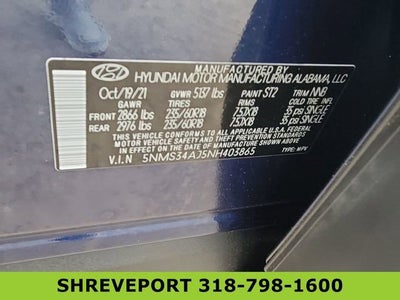 HYUNDAI MOTOR MANUFACTURING ALABAMA, LLC
Oct/19/21 GVWR 5137 lbs PAINT ST2 TRIM NNB
GAWR TIRES RIMS COLD TIRE PRESSURE
FRONT 2866 lbs 235/60R18 7.5JX18 35 psi SINGLE
REAR 2976 lbs 235/60R18 7.5JX18 35 psi SINGLE
THIS VEHICLE CONFORMS TO ALL APPLICABLE U.S.A. FEDERAL
MOTOR VEHICLE SAFETY BUMPER, AND THEFT PREVENTION STANDARDS
IN EFFECT ON THE DATE OF MANUFACTURE SHOWN ABOVE.
V.I.N 5NMS34AJ5NH403865 TYPE: MPV
SHREVEPORT 318-798-1600